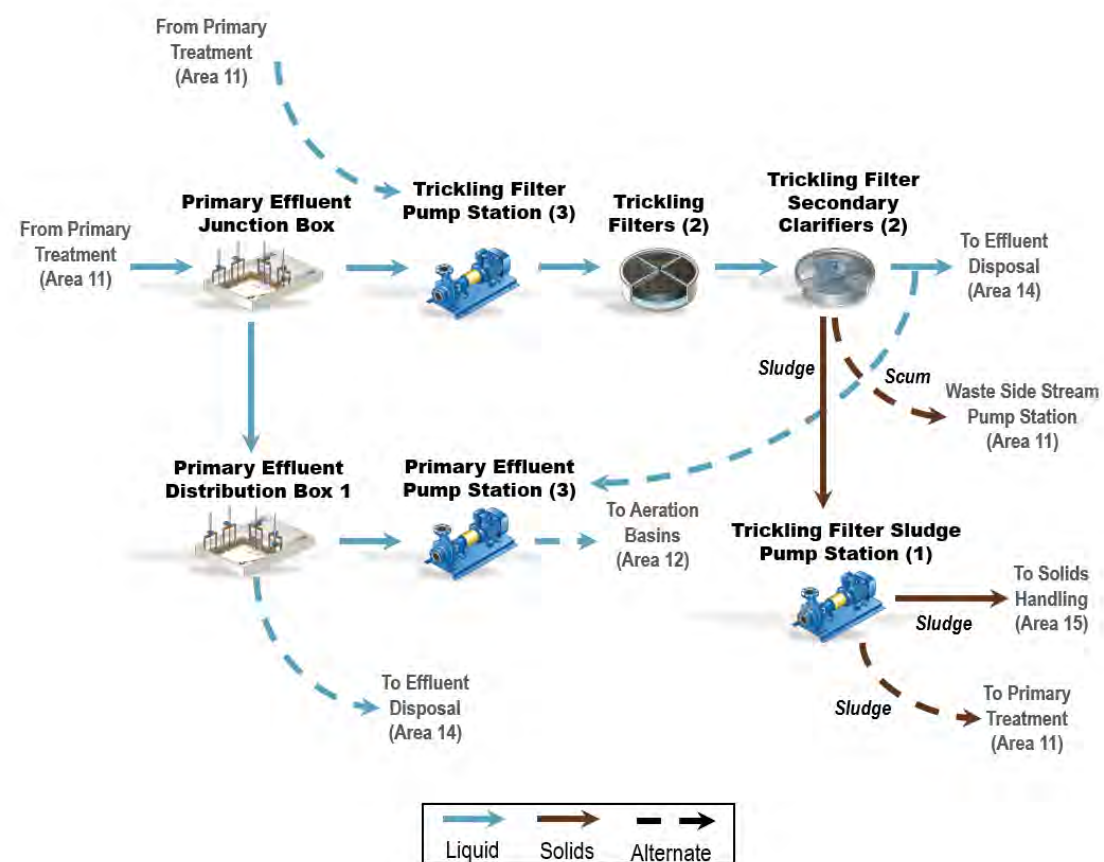 From Primary
Treatment
(Area 11)
From Primary
Treatment
(Area 11)
Primary Effluent
Junction Box
Trickling Filter
Pump Station (3)
Trickling
Filters (2)
Trickling Filter
Secondary
Clarifiers (2)
To Effluent
Disposal
(Area 14)
Sludge
Scum
Waste Side Stream
Pump Station
(Area 11)
Primary Effluent
Distribution Box 1
Primary Effluent
Pump Station (3)
To Aeration
Basins
(Area 12)
Trickling Filter Sludge
Pump Station (1)
To Solids
Handling
(Area 15)
Sludge
To Effluent
Disposal
(Area 14)
Sludge
To Primary
Treatment
(Area 11)
Liquid
Solids
Alternate